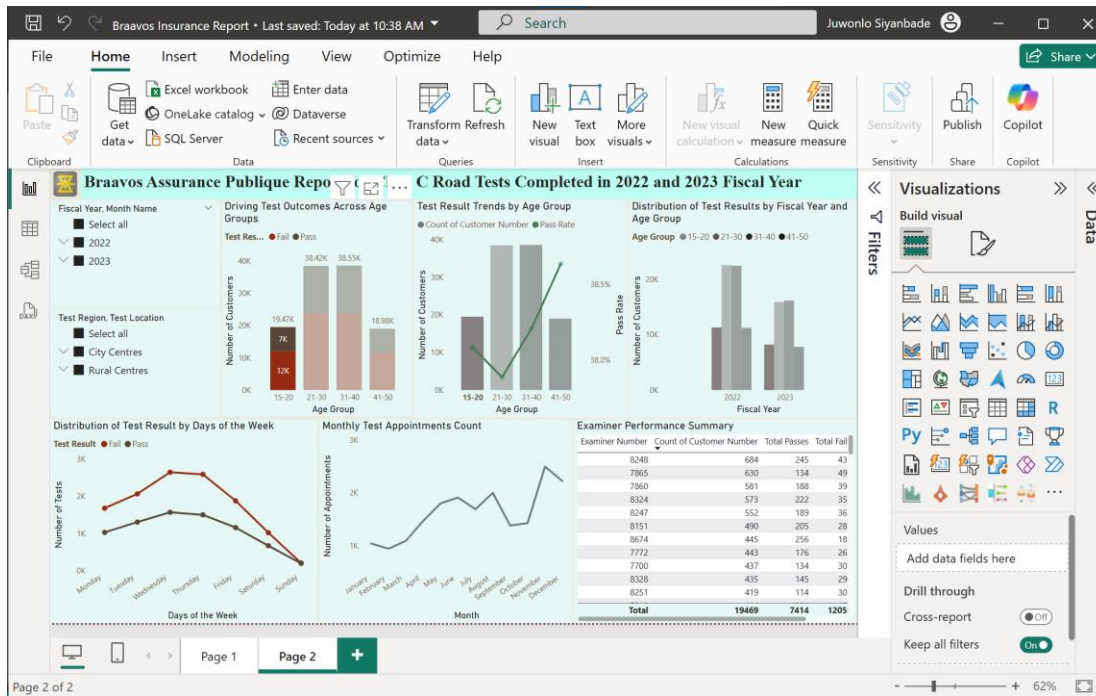 Braavos Insurance Report • Last saved: Today at 10:38 AM
Search
Juwonlo Siyanbade
File Home Insert Modeling View Optimize Help
Share
Paste
Get data
Excel workbook
OneLake catalog
SQL Server
Enter data
Dataverse
Recent sources
Transform data
Refresh
New visual
Text box
More visuals
New visual calculation
New measure
Quick measure
Sensitivity
Publish
Copilot
Clipboard Data Queries Insert Calculations Sensitivity Share Copilot
Braavos Assurance Publique Repo C Road Tests Completed in 2022 and 2023 Fiscal Year
Fiscal Year, Month Name
Select all
2022
2023
Test Region, Test Location
Select all
City Centres
Rural Centres
Driving Test Outcomes Across Age
Groups
Test Res... Fail Pass
Number of Customers
40K
30K
20K
10K
0K
19.47K
38.42K
38.55K
18.98K
7K
12K
15-20 21-30 31-40 41-50
Age Group
Test Result Trends by Age Group
Count of Customer Number Pass Rate
Number of Customers
40K
30K
20K
10K
0K
38.5%
38.0%
Pass Rate
15-20 21-30 31-40 41-50
Age Group
Distribution of Test Results by Fiscal Year and
Age Group
Age Group 15-20 21-30 31-40 41-50
Number of Customers
20K
10K
0K
2022 2023
Fiscal Year
Distribution of Test Result by Days of the Week
Test Result Fail Pass
Number of Tests
3K
2K
1K
0K
Monday Tuesday Wednesday Thursday Friday Saturday Sunday
Days of the Week
Monthly Test Appointments Count
Number of Appointments
3K
2K
1K
January February March April May June July August September October November December
Month
Examiner Performance Summary
Examiner Number Count of Customer Number Total Passes Total Fail
8248 684 245 43
7865 630 134 49
7860 581 188 39
8324 573 222 35
8247 552 189 36
8151 490 205 28
8674 445 256 18
7772 443 176 26
7700 437 134 30
8328 435 145 29
8251 419 114 30
Total 19469 7414 1205
Filters
Visualizations
Data
Build visual
Values
Add data fields here
Drill through
Cross-report Off
Keep all filters On
Page 1 Page 2
Page 2 of 2
62%